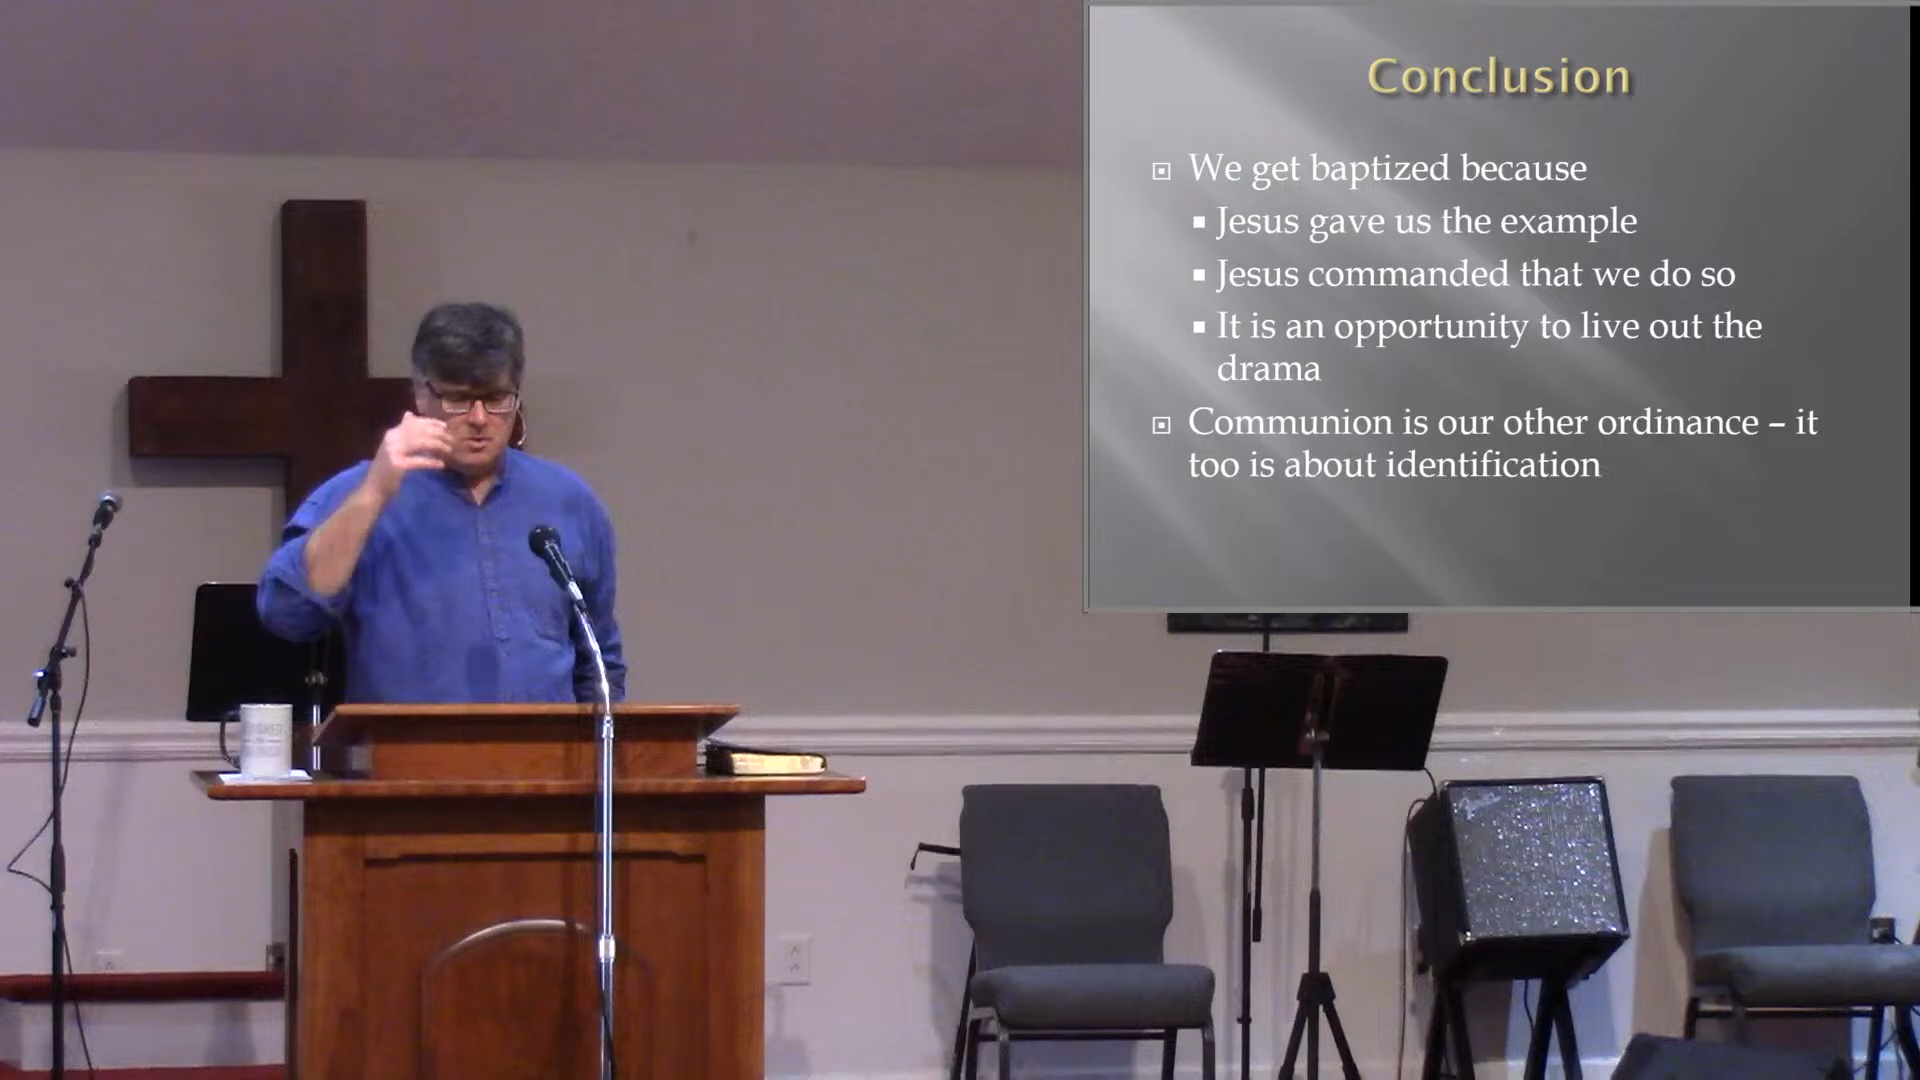 Conclusion
We get baptized because
Jesus gave us the example
Jesus commanded that we do so
It is an opportunity to live out the
drama
Communion is our other ordinance – it
too is about identification